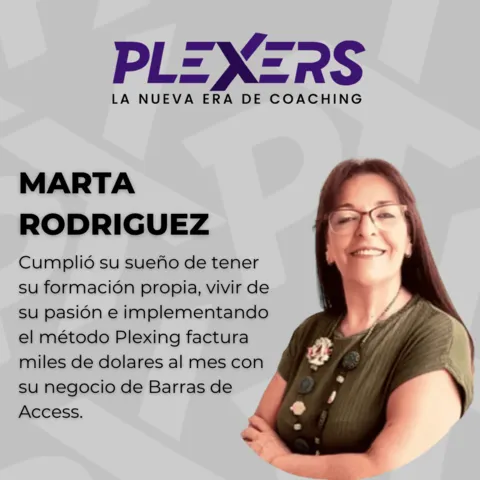 PLEXERS
LA NUEVA ERA DE COACHING
MARTA
RODRIGUEZ
Cumplió su sueño de tener
su formación propia, vivir de
su pasión e implementando
el método Plexing factura
miles de dolares al mes con
su negocio de Barras de
Access.